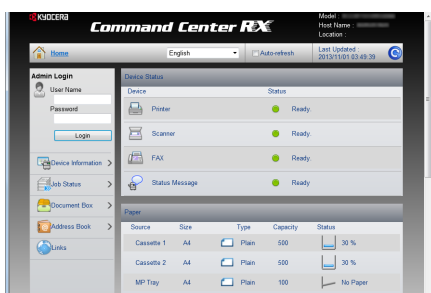 KYOCERA
Command Center RX
Model :
Host Name :
Location :
Home
English
Auto-refresh
Last Updated :
2013/11/01 03:49:39
Admin Login
User Name
Password
Login
Device Information
Job Status
Document Box
Address Book
Links
Device Status
Device Status
Printer Ready.
Scanner Ready.
FAX Ready.
Status Message Ready
Paper
Source Size Type Capacity Status
Cassette 1 A4 Plain 500 30 %
Cassette 2 A4 Plain 500 30 %
MP Tray A4 Plain 100 No Paper